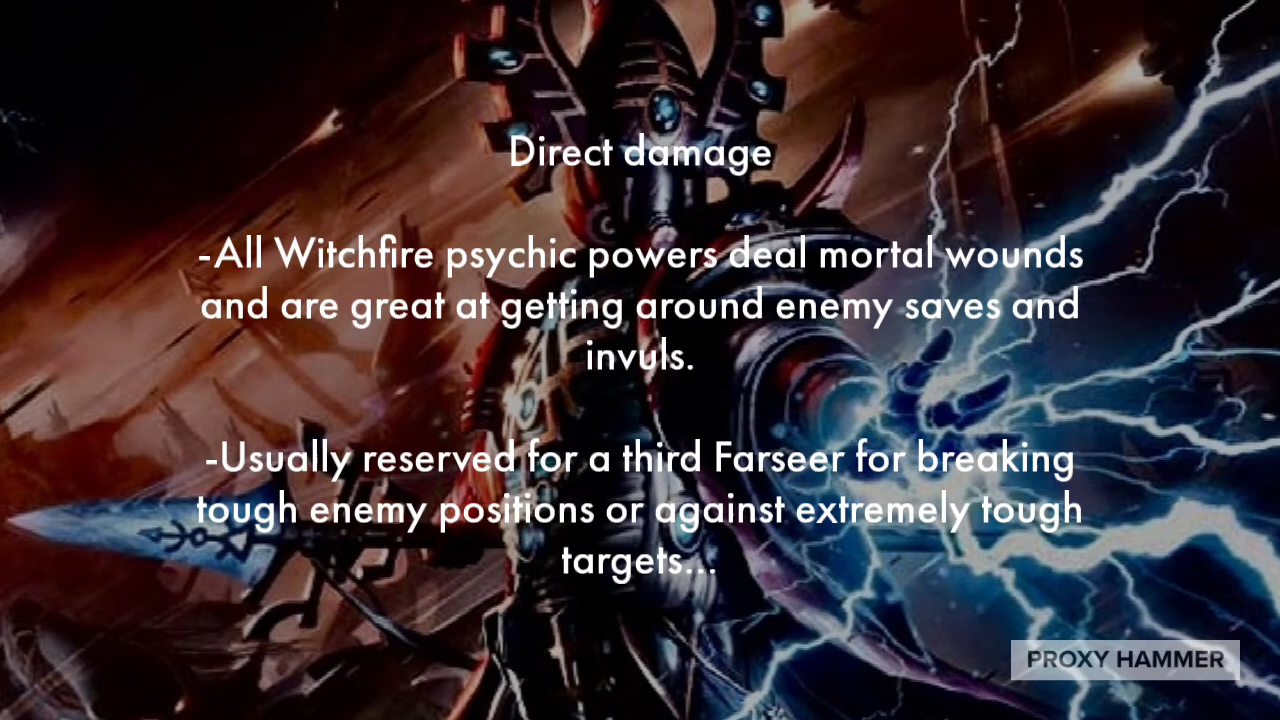 Direct damage
-All Witchfire psychic powers deal mortal wounds
and are great at getting around enemy saves and
invuls.
-Usually reserved for a third Farseer for breaking
tough enemy positions or against extremely tough
targets...
PROXY HAMMER